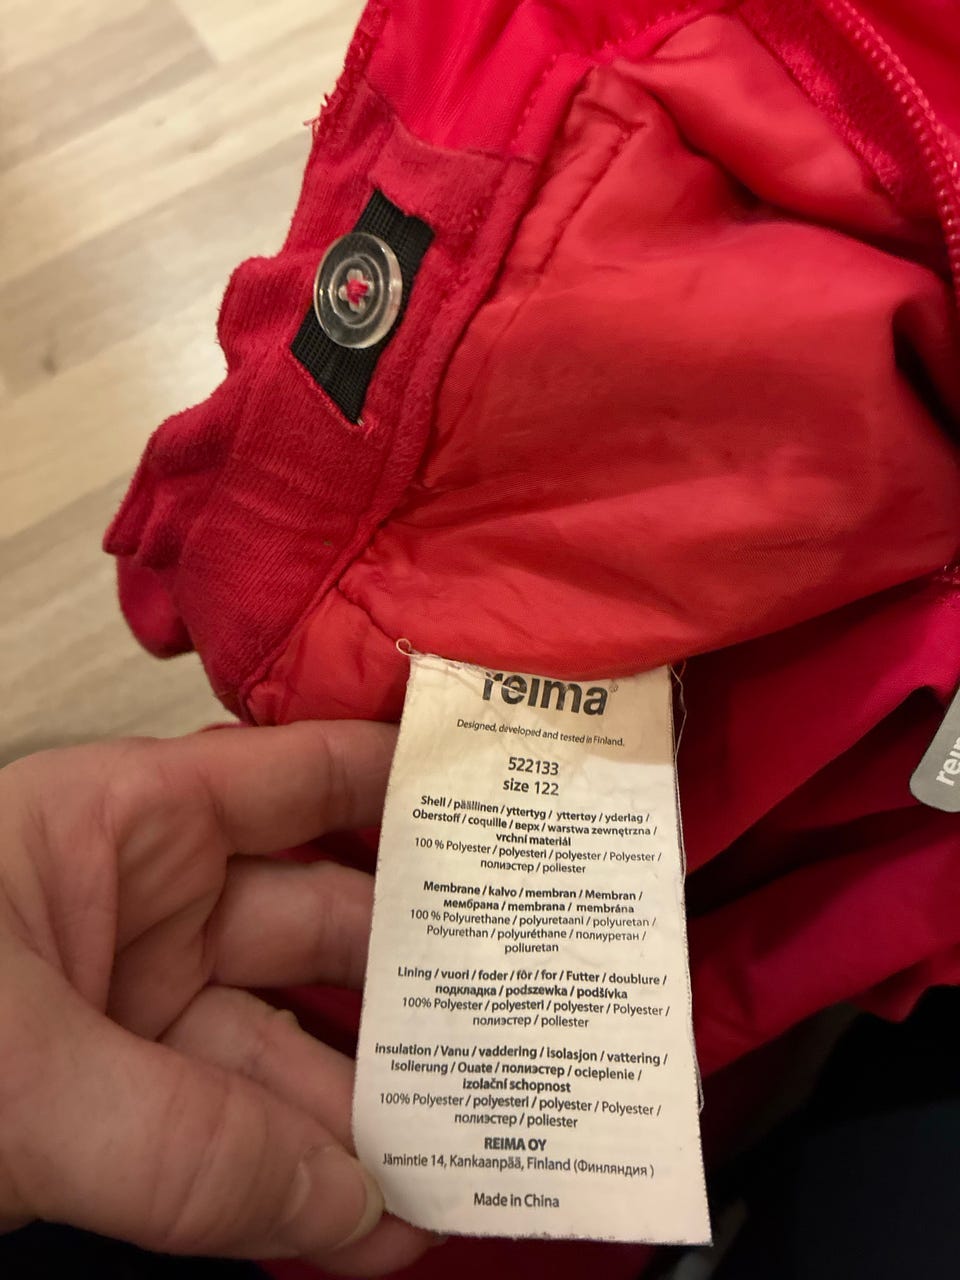 reima®
Designed, developed and tested in Finland.
522133
size 122
Shell / päällinen / yttertyg / yttertøy / yderlag /
Oberstoff / coquille / верх / warstwa zewnętrzna /
vrchní materiál
100 % Polyester / polyesteri / polyester / Polyester /
полиэстер / poliester
Membrane / kalvo / membran / Membran /
мембрана / membrana / membrána
100 % Polyurethane / polyuretaani / polyuretan /
Polyurethan / polyuréthane / полиуретан /
poliuretan
Lining / vuori / foder / fôr / for / Futter / doublure /
подкладка / podszewka / podšívka
100% Polyester / polyesteri / polyester / Polyester /
полиэстер / poliester
Insulation / Vanu / vaddering / isolasjon / vattering /
Isolierung / Ouate / полиэстер / ocieplenie /
Izolační schopnost
100% Polyester / polyesteri / polyester / Polyester /
полиэстер / poliester
REIMA OY
Jämintie 14, Kankaanpää, Finland (Финляндия )
Made in China